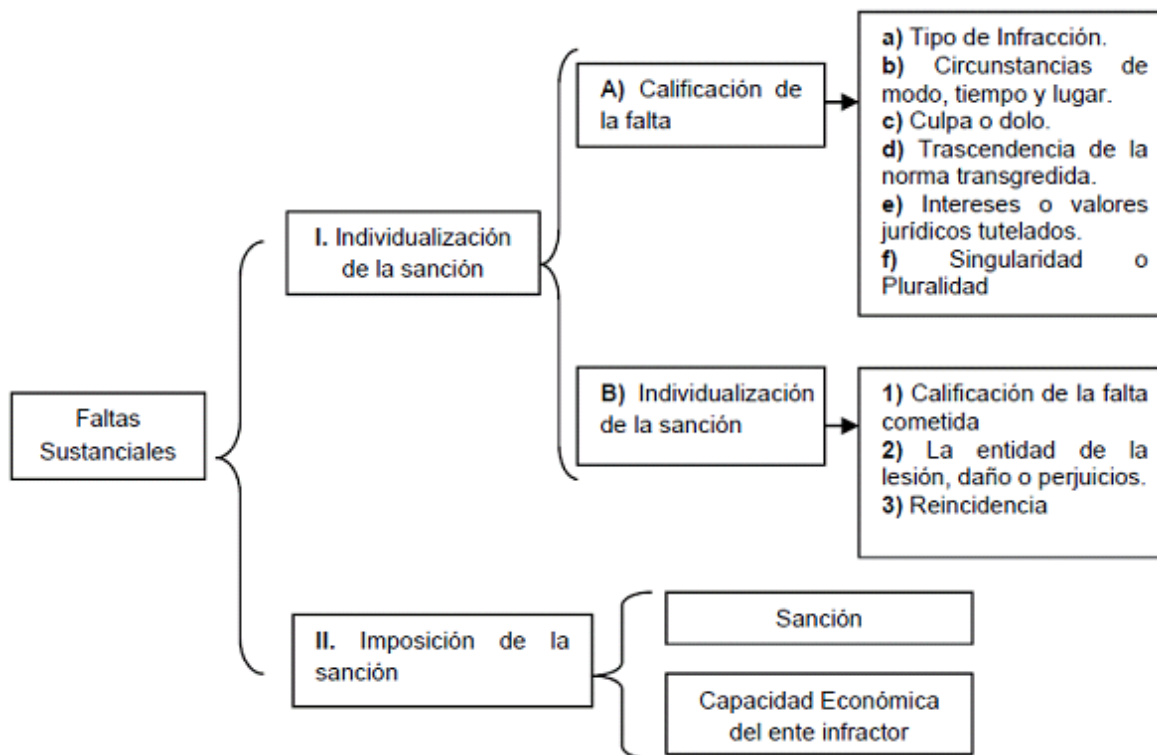 Faltas
Sustanciales
I. Individualización
de la sanción
A) Calificación de
la falta
a) Tipo de Infracción.
b) Circunstancias de
modo, tiempo y lugar.
c) Culpa o dolo.
d) Trascendencia de la
norma transgredida.
e) Intereses o valores
jurídicos tutelados.
f) Singularidad o
Pluralidad
B) Individualización
de la sanción
1) Calificación de la falta
cometida
2) La entidad de la
lesión, daño o perjuicios.
3) Reincidencia
II. Imposición de la
sanción
Sanción
Capacidad Económica
del ente infractor